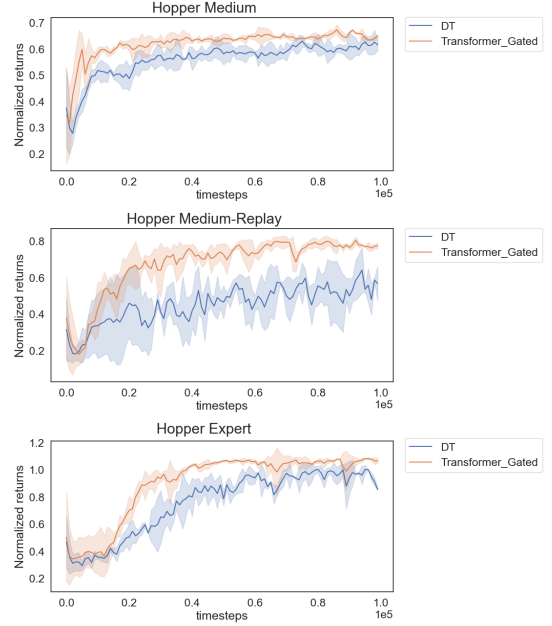 Hopper Medium
Normalized returns
0.7
0.6
0.5
0.4
0.3
0.2
0.0 0.2 0.4 0.6 0.8 1.0
timesteps
1e5
DT
Transformer_Gated
Hopper Medium-Replay
Normalized returns
0.8
0.6
0.4
0.2
0.0 0.2 0.4 0.6 0.8 1.0
timesteps
1e5
DT
Transformer_Gated
Hopper Expert
Normalized returns
1.2
1.0
0.8
0.6
0.4
0.2
0.0 0.2 0.4 0.6 0.8 1.0
timesteps
1e5
DT
Transformer_Gated